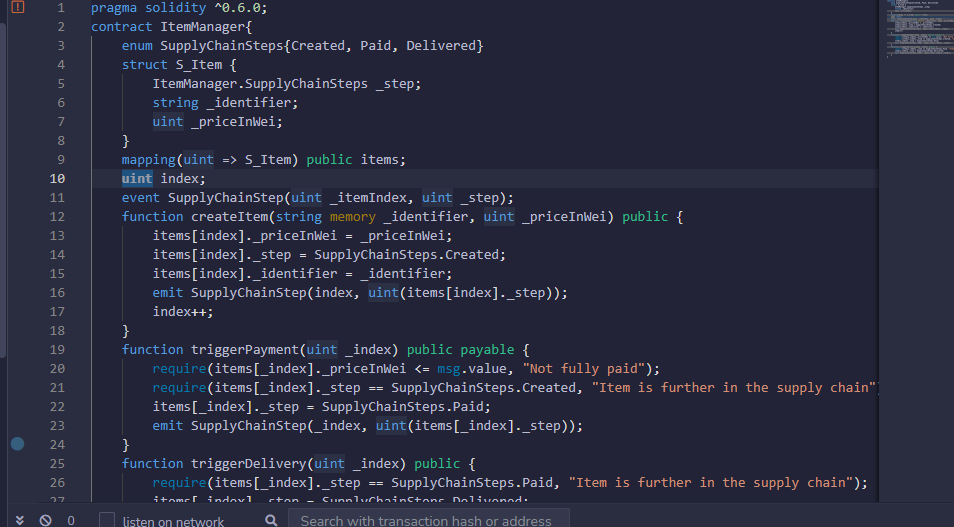 1 pragma solidity ^0.6.0;
2 contract ItemManager{
3     enum SupplyChainSteps{Created, Paid, Delivered}
4     struct S_Item {
5         ItemManager.SupplyChainSteps _step;
6         string _identifier;
7         uint _priceInWei;
8     }
9     mapping(uint => S_Item) public items;
10     uint index;
11     event SupplyChainStep(uint _itemIndex, uint _step);
12     function createItem(string memory _identifier, uint _priceInWei) public {
13         items[index]._priceInWei = _priceInWei;
14         items[index]._step = SupplyChainSteps.Created;
15         items[index]._identifier = _identifier;
16         emit SupplyChainStep(index, uint(items[index]._step));
17         index++;
18     }
19     function triggerPayment(uint _index) public payable {
20         require(items[_index]._priceInWei <= msg.value, "Not fully paid");
21         require(items[_index]._step == SupplyChainSteps.Created, "Item is further in the supply chain"
22         items[_index]._step = SupplyChainSteps.Paid;
23         emit SupplyChainStep(_index, uint(items[_index]._step));
24     }
25     function triggerDelivery(uint _index) public {
26         require(items[_index]._step == SupplyChainSteps.Paid, "Item is further in the supply chain");
27         items[_index]._step = SupplyChainSteps.Delivered;
0 listen on network Search with transaction hash or address